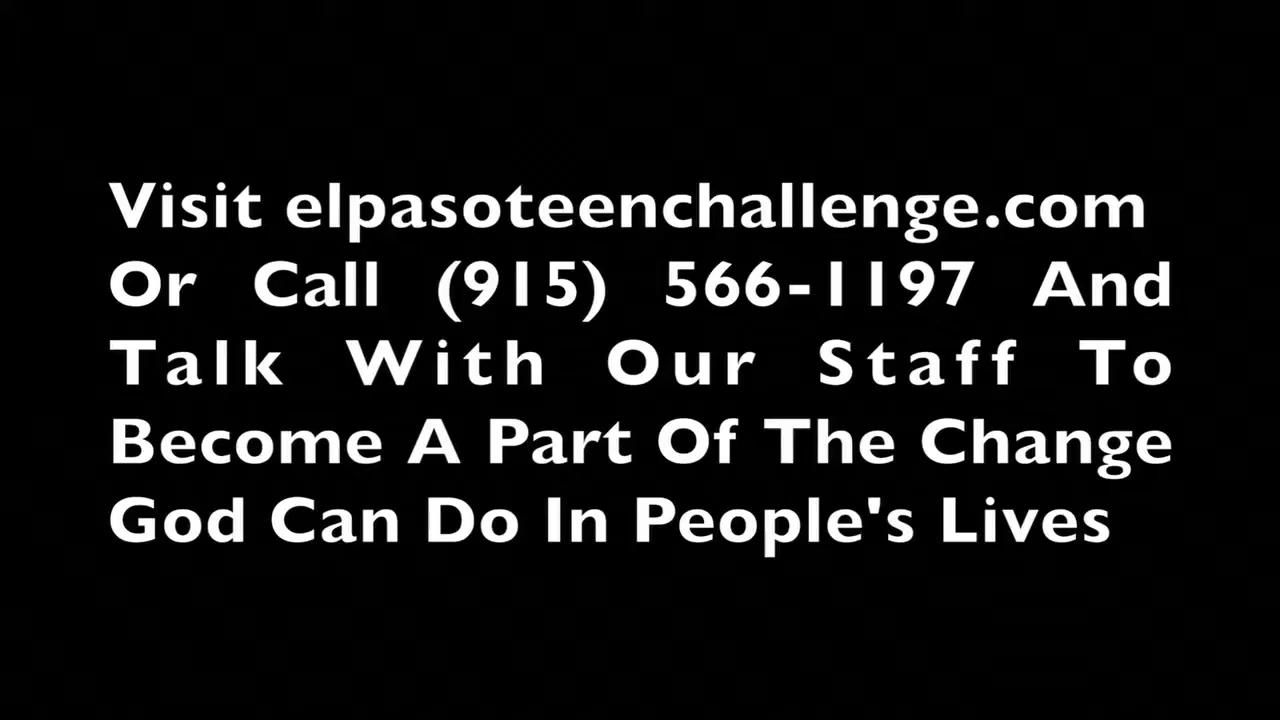 Visit elpasoteenchallenge.com
Or Call (915) 566-1197 And
Talk With Our Staff To
Become A Part Of The Change
God Can Do In People's Lives